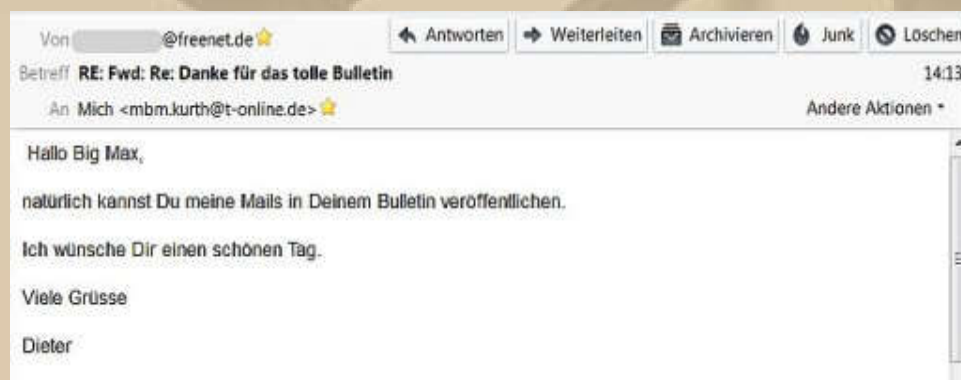 Von @freenet.de Antworten Weiterleiten Archivieren Junk Löschen
Betreff RE: Fwd: Re: Danke für das tolle Bulletin 14:13
An Mich <mbm.kurth@t-online.de> Andere Aktionen
Hallo Big Max,
natürlich kannst Du meine Mails in Deinem Bulletin veröffentlichen.
Ich wünsche Dir einen schönen Tag.
Viele Grüsse
Dieter